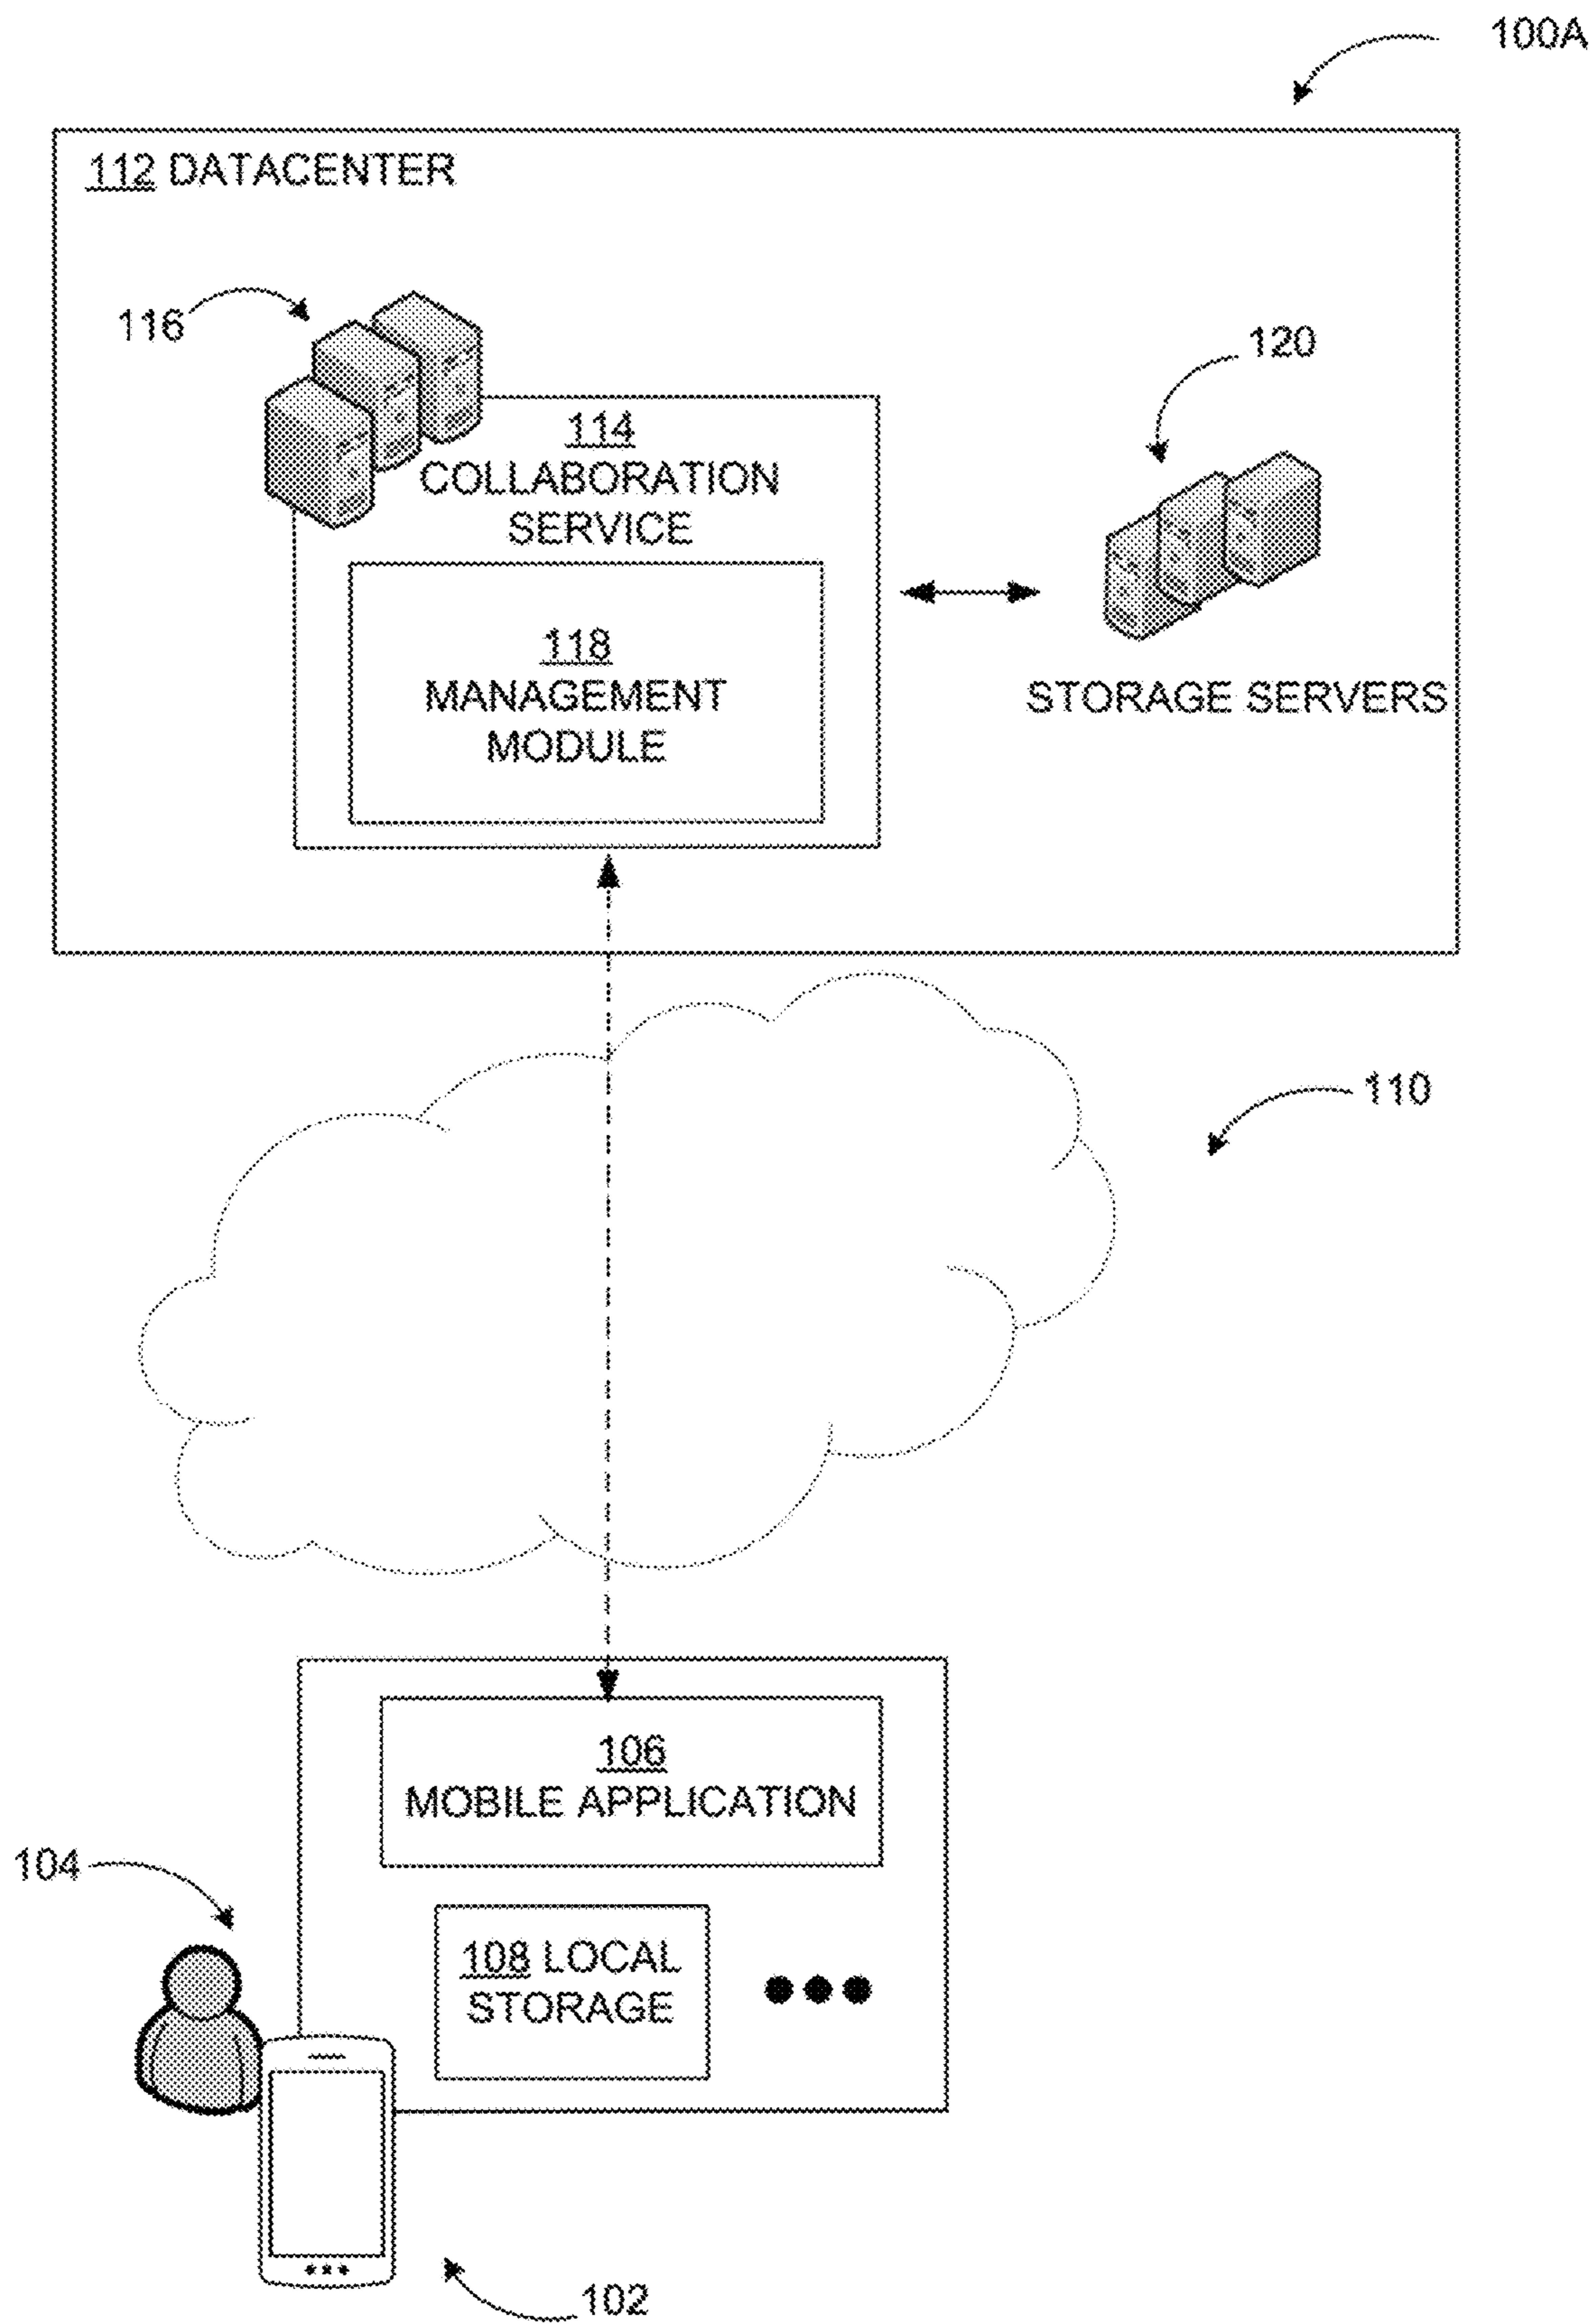 100A
112 DATACENTER
116
120
114
COLLABORATION
SERVICE
118
MANAGEMENT
MODULE
STORAGE SERVERS
110
106
MOBILE APPLICATION
104
108 LOCAL
STORAGE
102